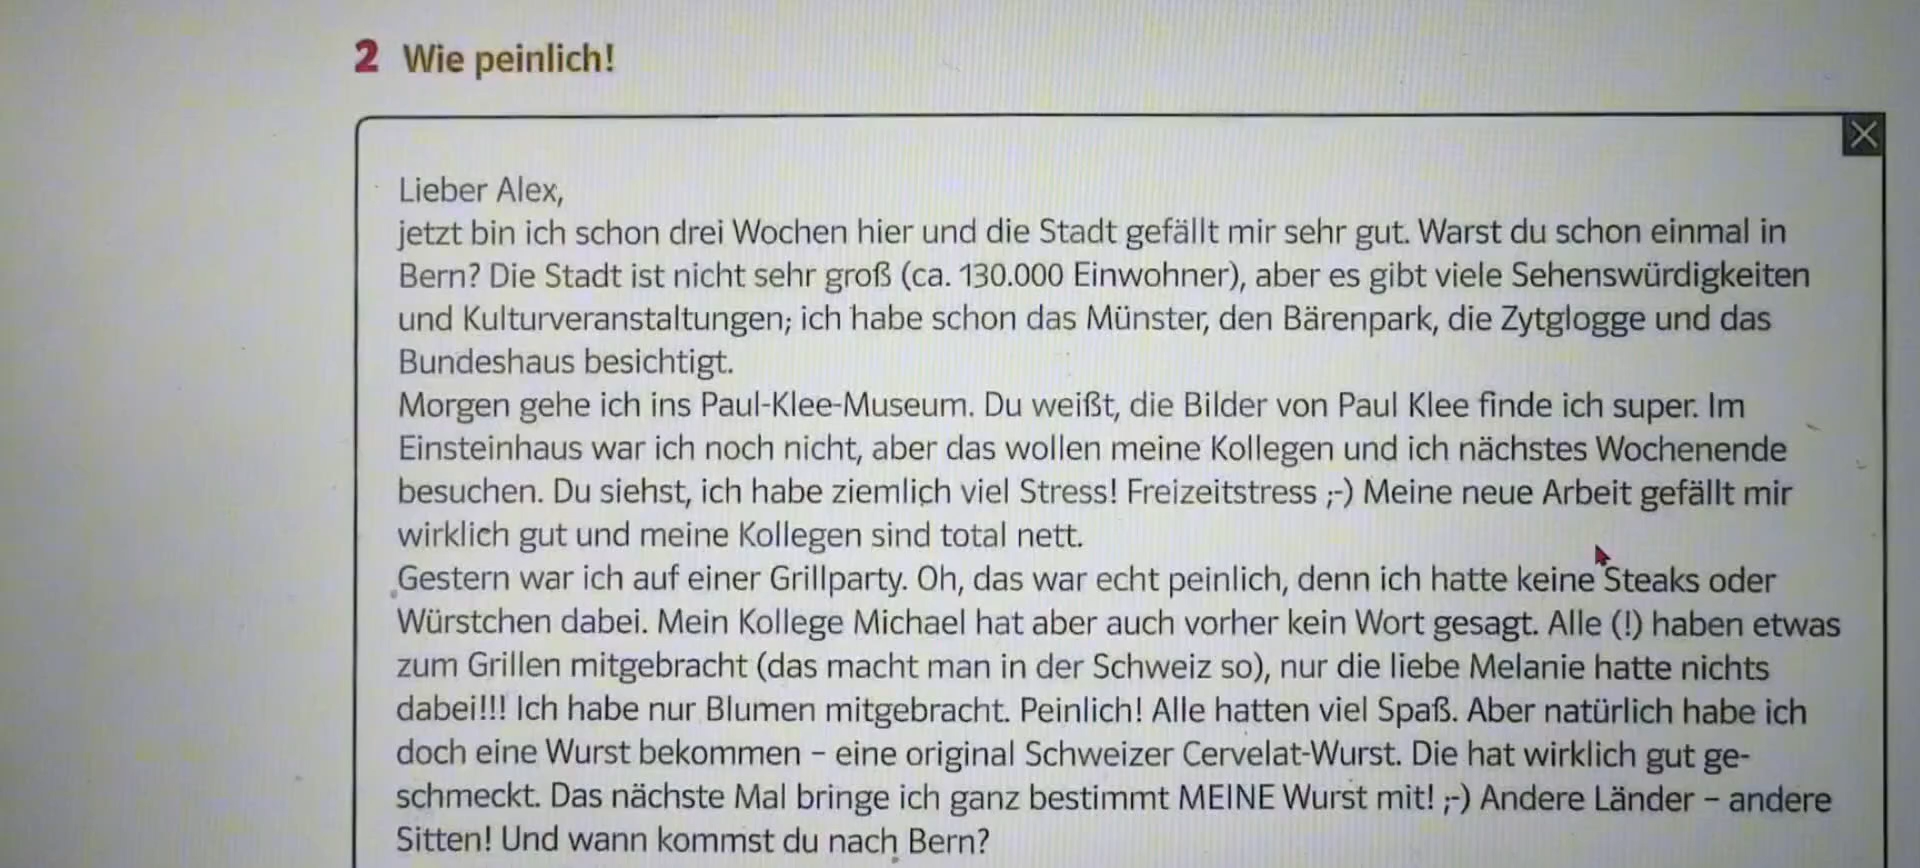 2 Wie peinlich!
Lieber Alex,
jetzt bin ich schon drei Wochen hier und die Stadt gefällt mir sehr gut. Warst du schon einmal in
Bern? Die Stadt ist nicht sehr groß (ca. 130.000 Einwohner), aber es gibt viele Sehenswürdigkeiten
und Kulturveranstaltungen; ich habe schon das Münster, den Bärenpark, die Zytglogge und das
Bundeshaus besichtigt.
Morgen gehe ich ins Paul-Klee-Museum. Du weißt, die Bilder von Paul Klee finde ich super. Im
Einsteinhaus war ich noch nicht, aber das wollen meine Kollegen und ich nächstes Wochenende
besuchen. Du siehst, ich habe ziemlich viel Stress! Freizeitstress ;-) Meine neue Arbeit gefällt mir
wirklich gut und meine Kollegen sind total nett.
Gestern war ich auf einer Grillparty. Oh, das war echt peinlich, denn ich hatte keine Steaks oder
Würstchen dabei. Mein Kollege Michael hat aber auch vorher kein Wort gesagt. Alle (!) haben etwas
zum Grillen mitgebracht (das macht man in der Schweiz so), nur die liebe Melanie hatte nichts
dabei!!! Ich habe nur Blumen mitgebracht. Peinlich! Alle hatten viel Spaß. Aber natürlich habe ich
doch eine Wurst bekommen – eine original Schweizer Cervelat-Wurst. Die hat wirklich gut ge-
schmeckt. Das nächste Mal bringe ich ganz bestimmt MEINE Wurst mit! ;-) Andere Länder – andere
Sitten! Und wann kommst du nach Bern?